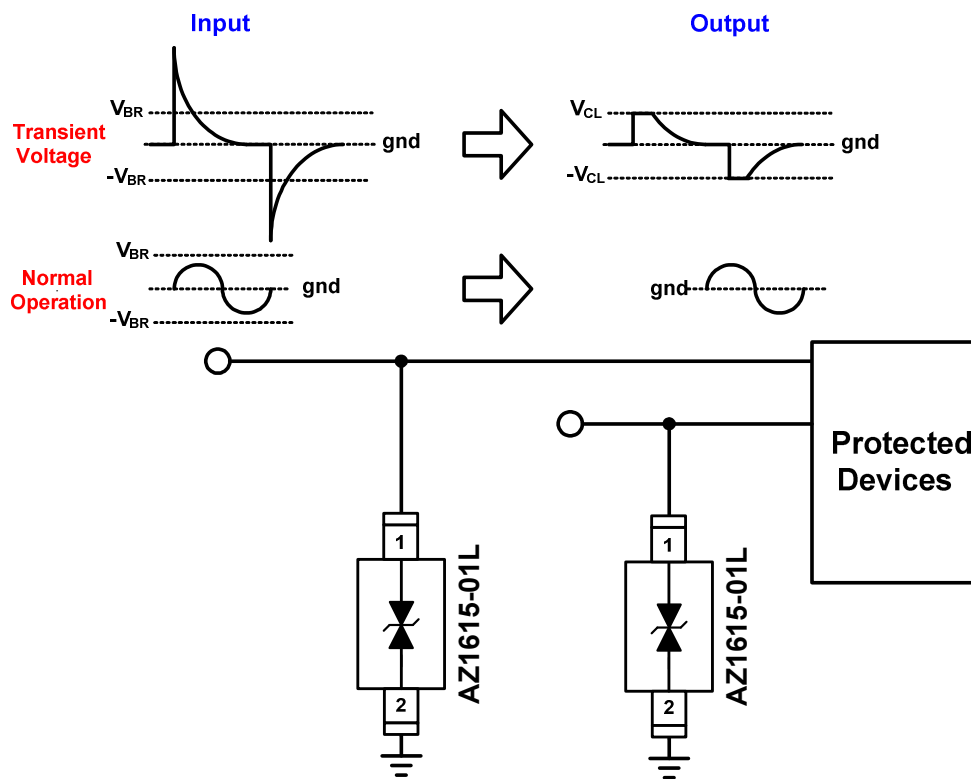 Input
Output
Transient
Voltage
VBR
gnd
-VBR
VCL
gnd
-VCL
Normal
Operation
VBR
gnd
-VBR
gnd
Protected
Devices
1
2
AZ1615-01L
1
2
AZ1615-01L